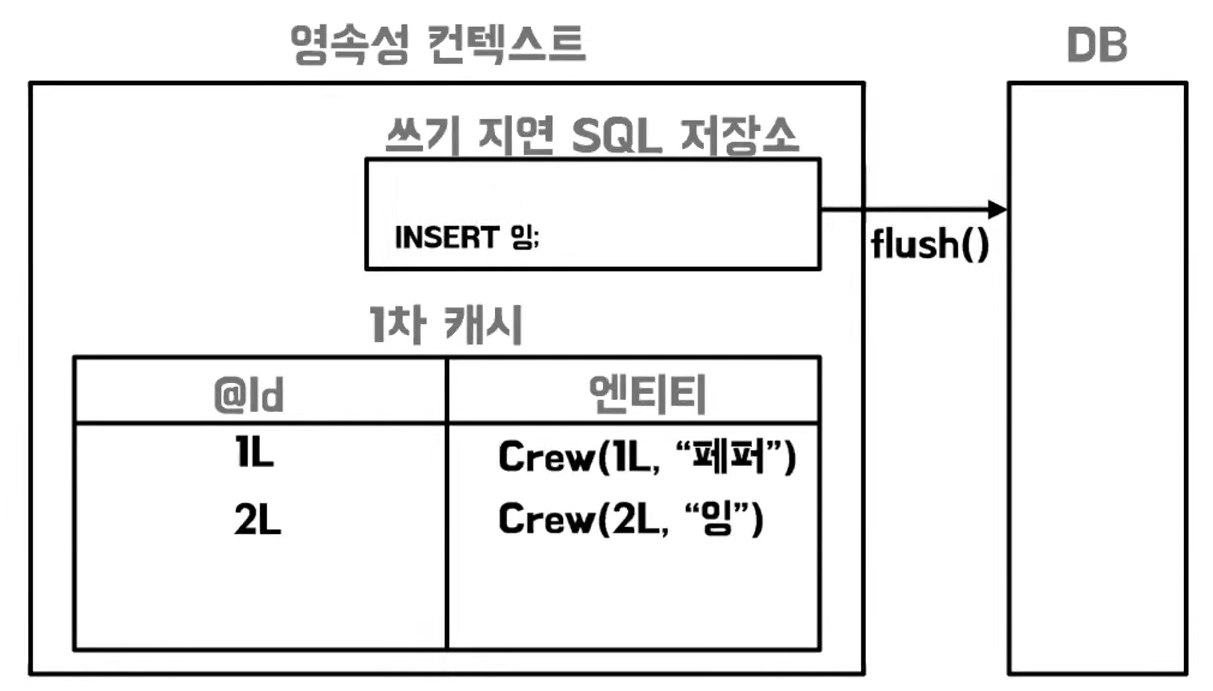 영속성 컨텍스트
DB
쓰기 지연 SQL 저장소
INSERT 잉;
flush()
1차 캐시
@Id 엔티티
1L Crew(1L, “페퍼”)
2L Crew(2L, “잉”)